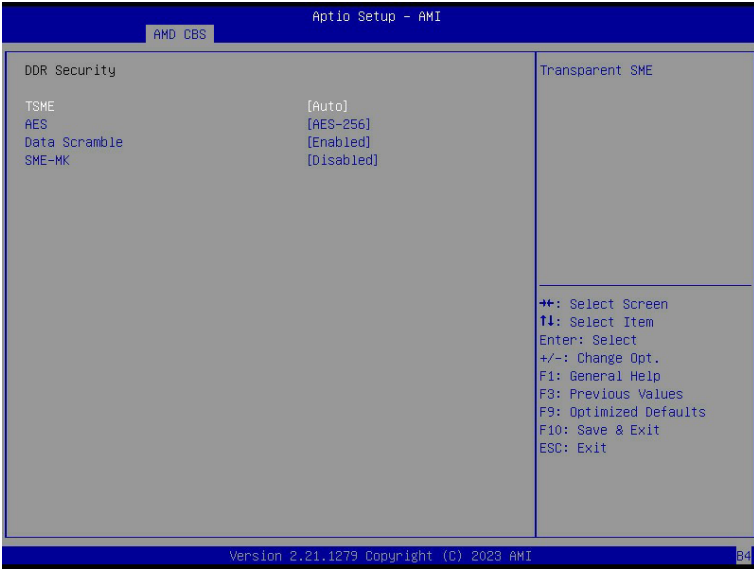 Aptio Setup - AMI
AMD CBS
DDR Security
TSME [Auto]
AES [AES-256]
Data Scramble [Enabled]
SME-MK [Disabled]
Transparent SME
→←: Select Screen
↑↓: Select Item
Enter: Select
+/-: Change Opt.
F1: General Help
F3: Previous Values
F9: Optimized Defaults
F10: Save & Exit
ESC: Exit
Version 2.21.1279 Copyright (C) 2023 AMI
B4